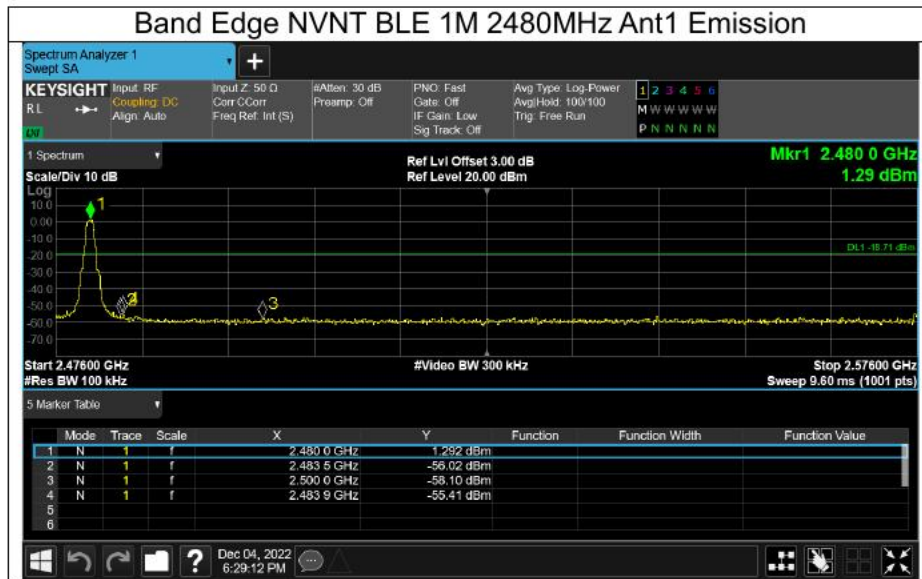 Band Edge NVNT BLE 1M 2480MHz Ant1 Emission
Spectrum Analyzer 1
Swept SA
+
KEYSIGHT Input: RF Input Z: 50 Ω #Atten: 30 dB PNO: Fast Avg Type: Log-Power 1 2 3 4 5 6
RL Coupling: DC Corr CCorr Preamp: Off Gate: Off Avg|Hold: 100/100 M W W W W W
Align: Auto Freq Ref: Int (S) IF Gain: Low Trig: Free Run
Sig Track: Off P N N N N N
LXI
1 Spectrum
Ref Lvl Offset 3.00 dB Mkr1 2.480 0 GHz
Scale/Div 10 dB Ref Level 20.00 dBm 1.29 dBm
Log
10.0 1
0.00
-10.0
DL1 -18.71 dBm
-20.0
-30.0
-40.0
-50.0 2 4 3
-60.0
-70.0
Start 2.47600 GHz #Video BW 300 kHz Stop 2.57600 GHz
#Res BW 100 kHz Sweep 9.60 ms (1001 pts)
5 Marker Table
Mode Trace Scale X Y Function Function Width Function Value
1 N 1 f 2.480 0 GHz 1.292 dBm
2 N 1 f 2.483 5 GHz -56.02 dBm
3 N 1 f 2.500 0 GHz -58.10 dBm
4 N 1 f 2.483 9 GHz -55.41 dBm
5
6
? Dec 04, 2022
6:29:12 PM